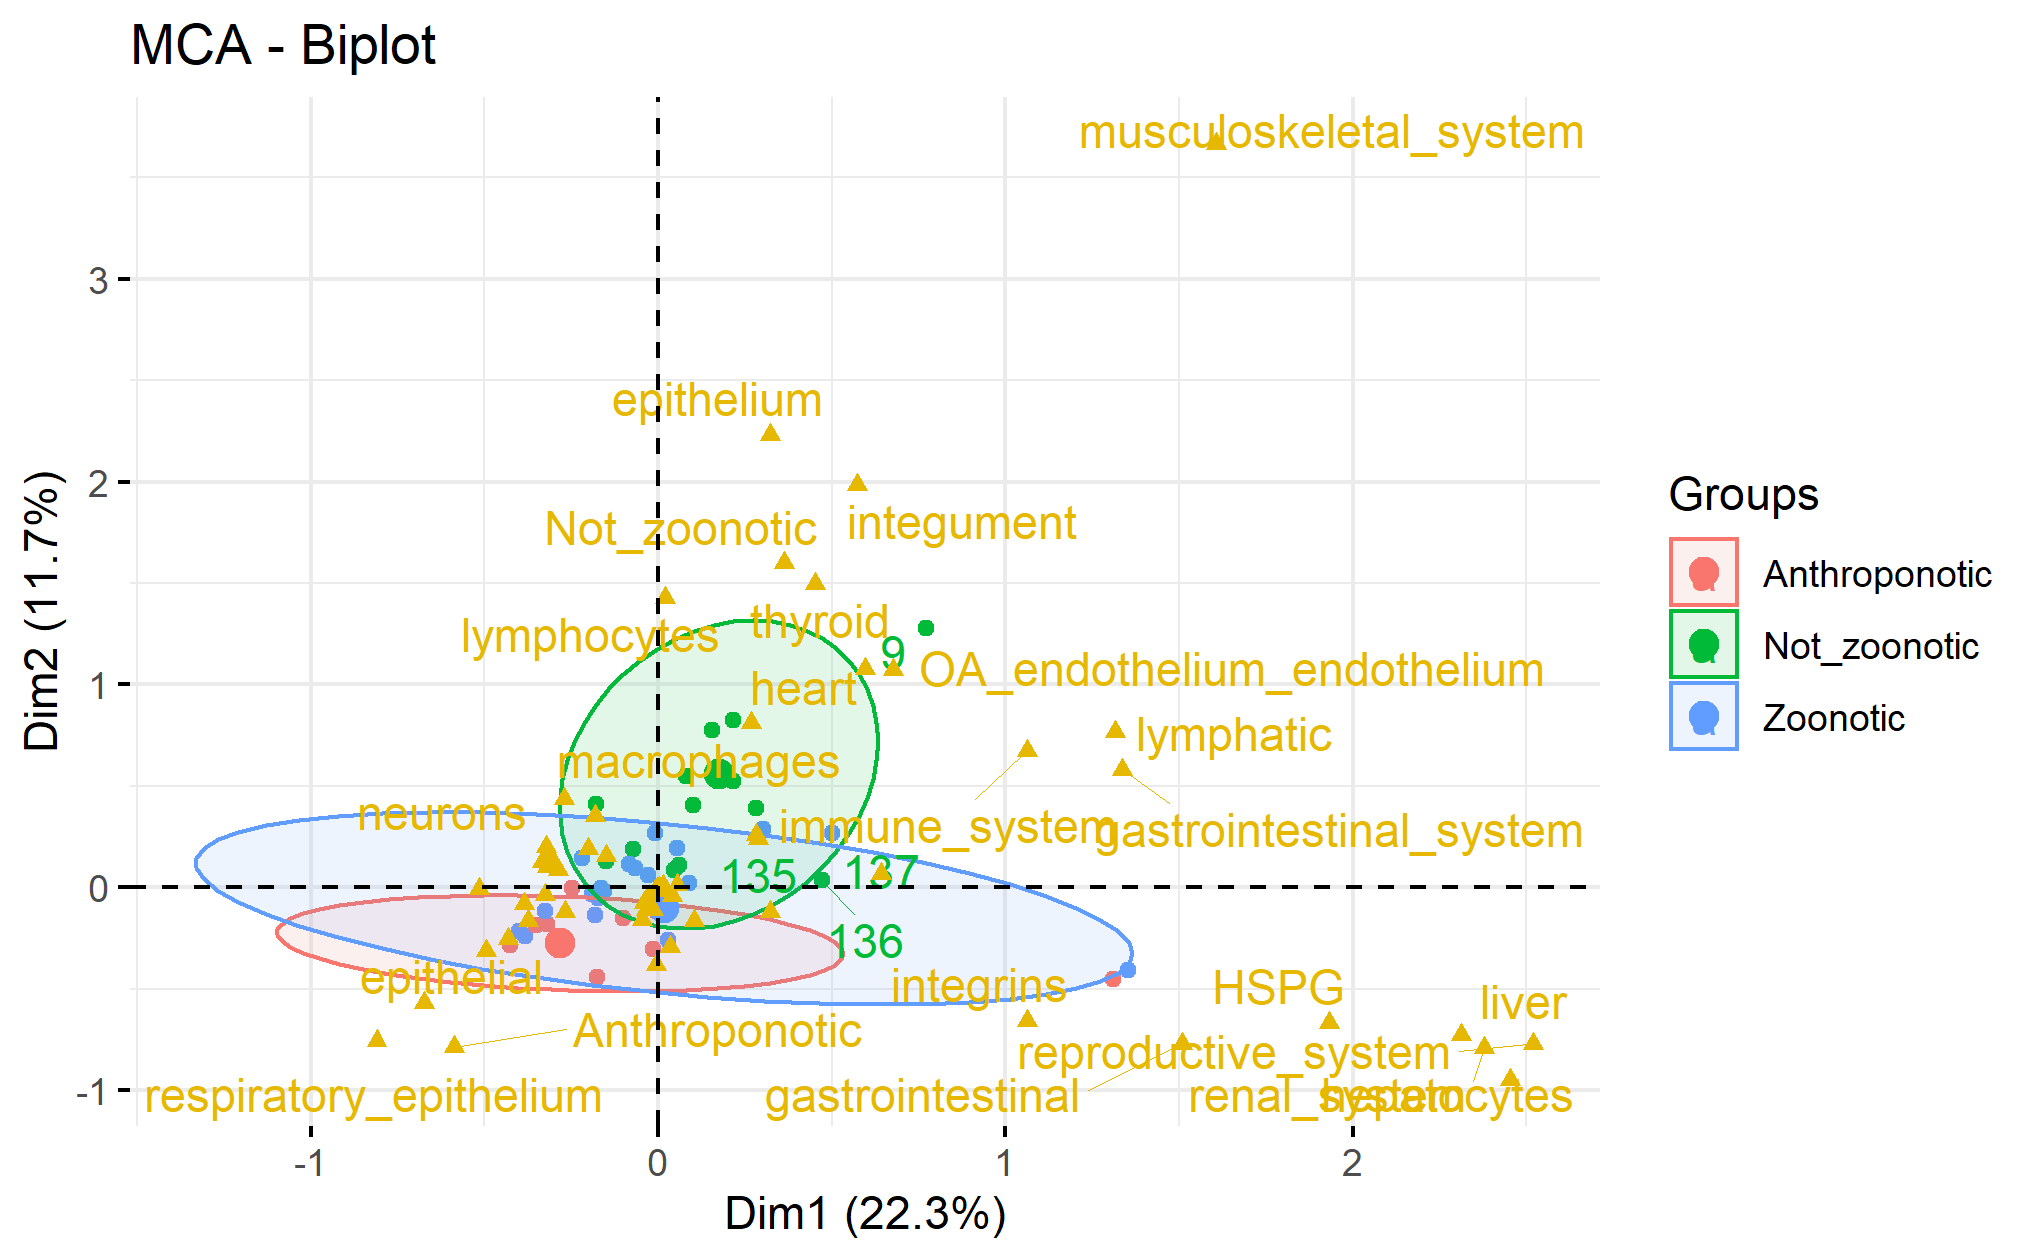 MCA - Biplot
musculoskeletal_system
3
epithelium
2
integument
Not_zoonotic
thyroid
lymphocytes
9
OA_endothelium_endothelium
1
heart
lymphatic
macrophages
neurons
immune_system
gastrointestinal_system
135
137
0
136
epithelial
integrins
HSPG
liver
Anthroponotic
reproductive_system
-1
respiratory_epithelium
gastrointestinal
renal_system
hepatocytes
-1
0
1
2
Dim1 (22.3%)
Dim2 (11.7%)
Groups
Anthroponotic
Not_zoonotic
Zoonotic